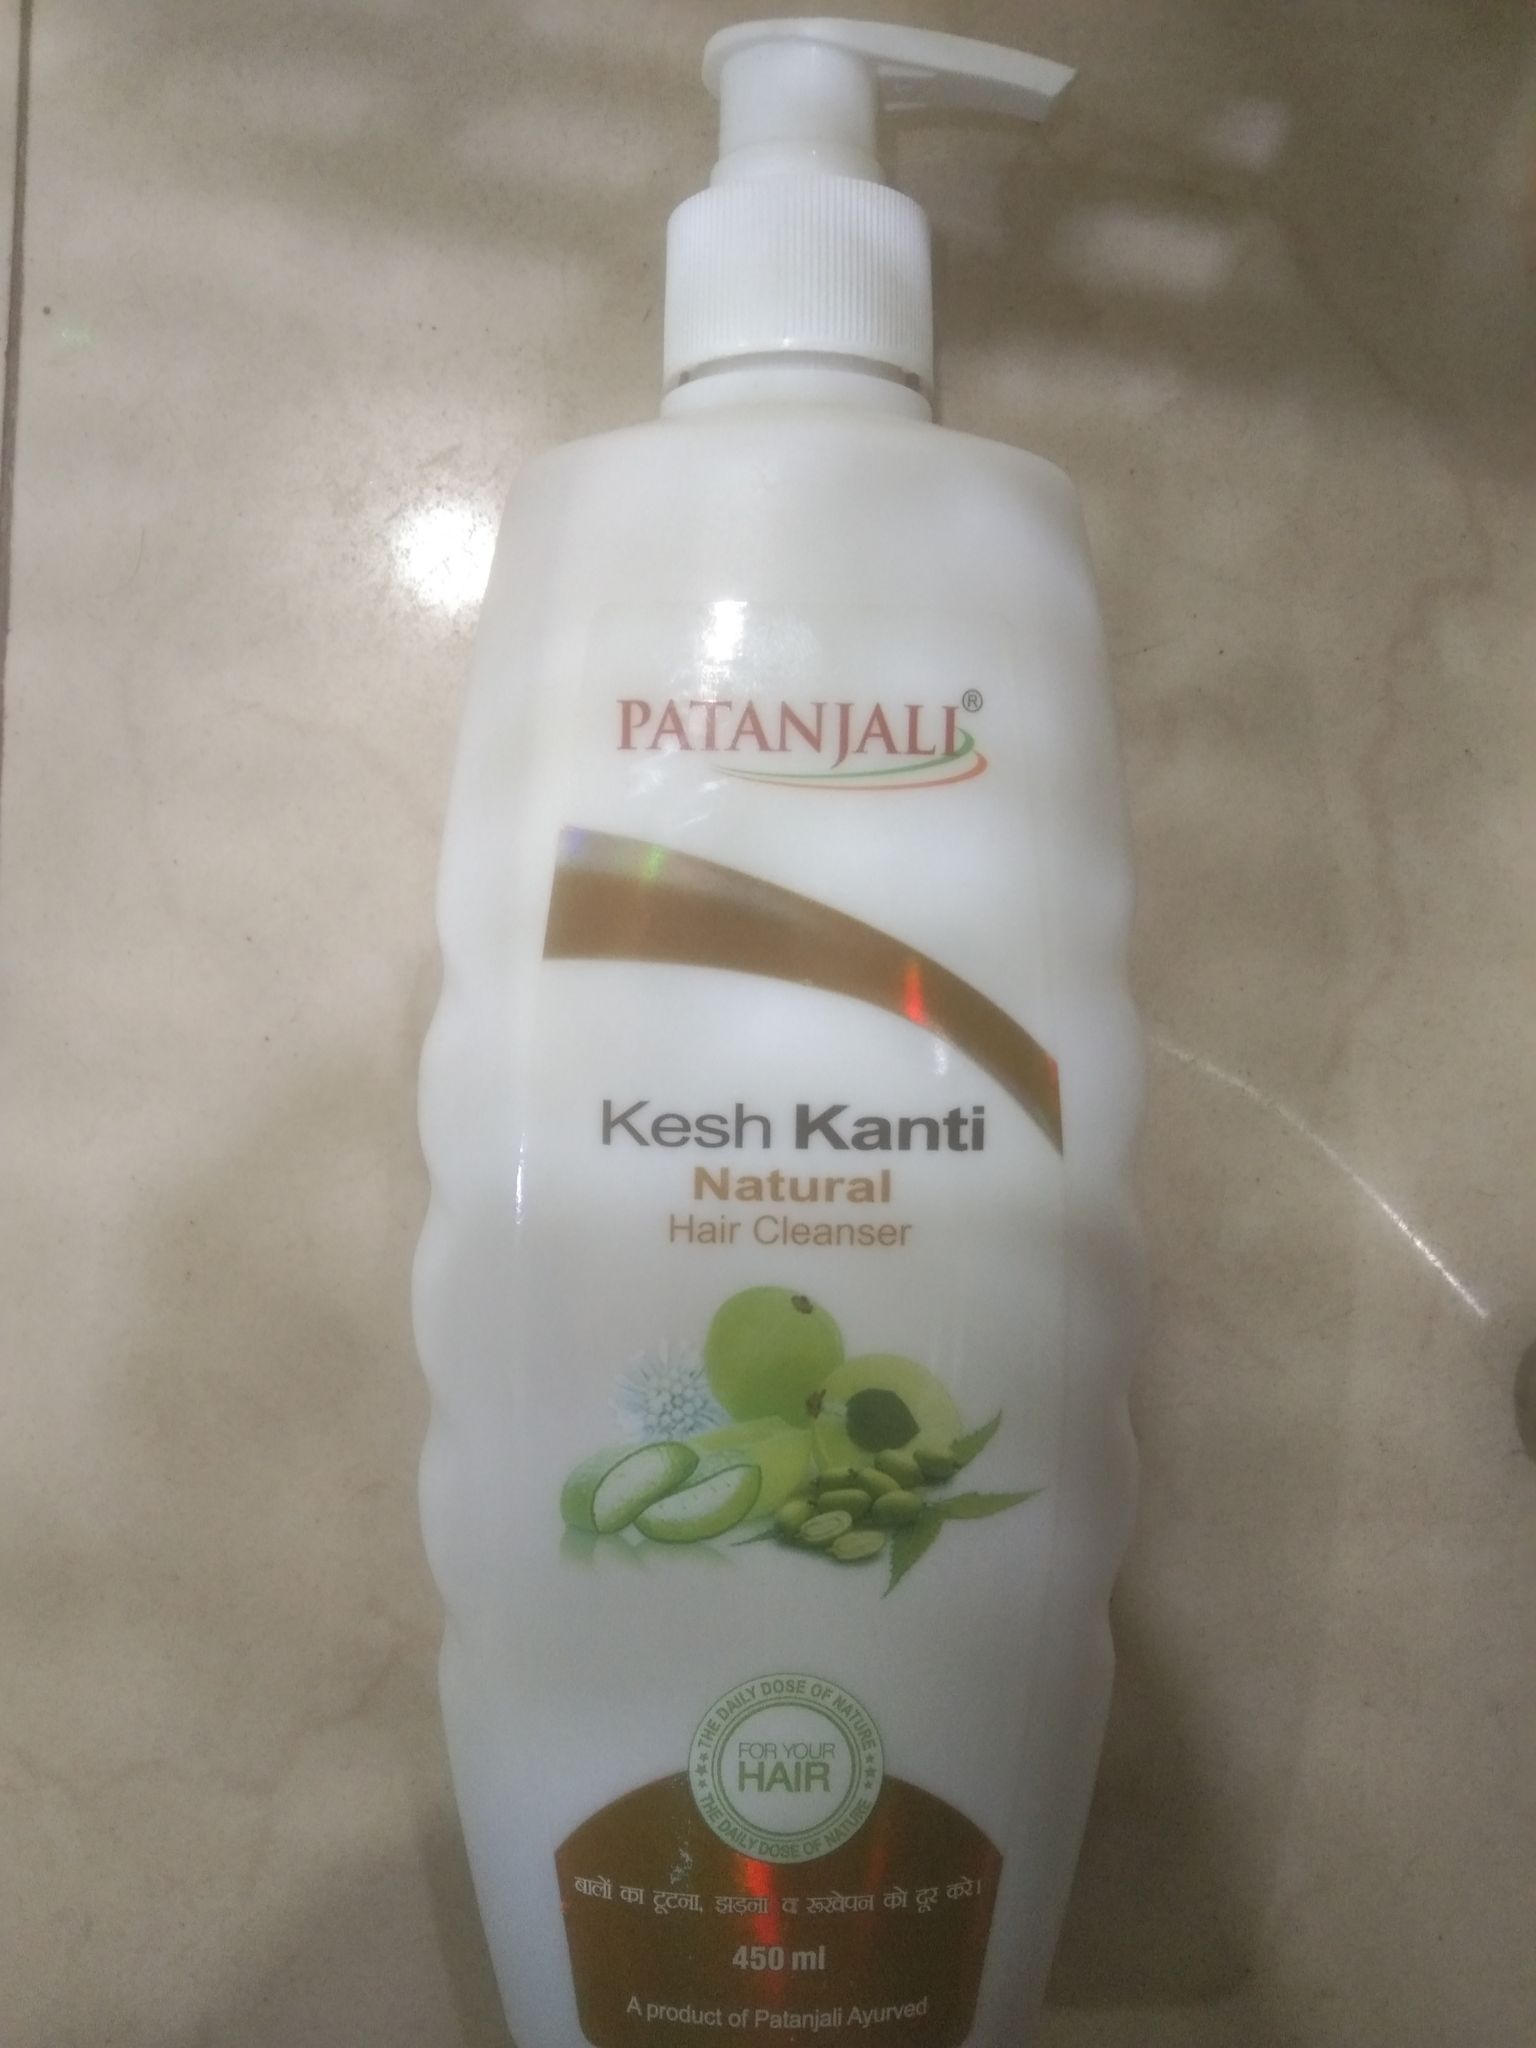 PATANJALI®
Kesh Kanti
Natural
Hair Cleanser
THE DAILY DOSE OF NATURE
FOR YOUR
HAIR
THE DAILY DOSE OF NATURE
बालों का टूटना, झड़ना व रूखेपन को दूर करे।
450 ml
A product of Patanjali Ayurved